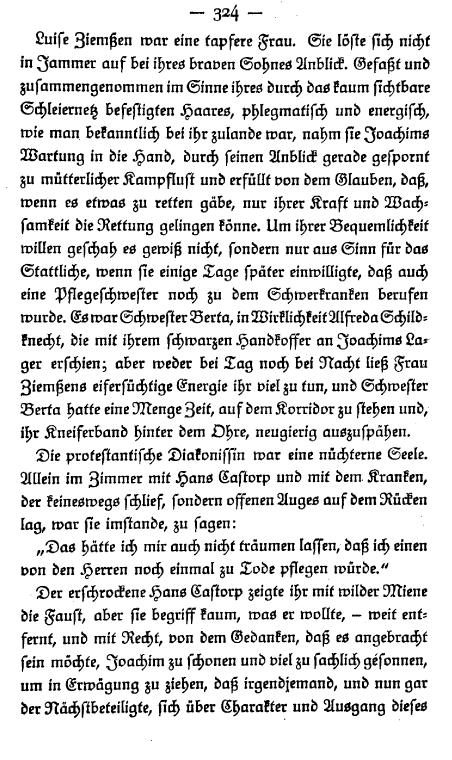 — 324 —
Luise Ziemßen war eine tapfere Frau. Sie löste sich nicht
in Jammer auf bei ihres braven Sohnes Anblick. Gefaßt und
zusammengenommen im Sinne ihres durch das kaum sichtbare
Schleiernetz befestigten Haares, phlegmatisch und energisch,
wie man bekanntlich bei ihr zulande war, nahm sie Joachims
Wartung in die Hand, durch seinen Anblick gerade gespornt
zu mütterlicher Kampflust und erfüllt von dem Glauben, daß,
wenn es etwas zu retten gäbe, nur ihrer Kraft und Wach-
samkeit die Rettung gelingen könne. Um ihrer Bequemlichkeit
willen geschah es gewiß nicht, sondern nur aus Sinn für das
Stattliche, wenn sie einige Tage später einwilligte, daß auch
eine Pflegeschwester noch zu dem Schwerkranken berufen
wurde. Es war Schwester Berta, in Wirklichkeit Alfreda Schild-
knecht, die mit ihrem schwarzen Handkoffer an Joachims La-
ger erschien; aber weder bei Tag noch bei Nacht ließ Frau
Ziemßens eifersüchtige Energie ihr viel zu tun, und Schwester
Berta hatte eine Menge Zeit, auf dem Korridor zu stehen und,
ihr Kneiferband hinter dem Ohre, neugierig auszuspähen.
Die protestantische Diakonissin war eine nüchterne Seele.
Allein im Zimmer mit Hans Castorp und mit dem Kranken,
der keineswegs schlief, sondern offenen Auges auf dem Rücken
lag, war sie imstande, zu sagen:
„Das hätte ich mir auch nicht träumen lassen, daß ich einen
von den Herren noch einmal zu Tode pflegen würde.“
Der erschrockene Hans Castorp zeigte ihr mit wilder Miene
die Faust, aber sie begriff kaum, was er wollte, – weit ent-
fernt, und mit Recht, von dem Gedanken, daß es angebracht
sein möchte, Joachim zu schonen und viel zu sachlich gesonnen,
um in Erwägung zu ziehen, daß irgendjemand, und nun gar
der Nächstbeteiligte, sich über Charakter und Ausgang dieses